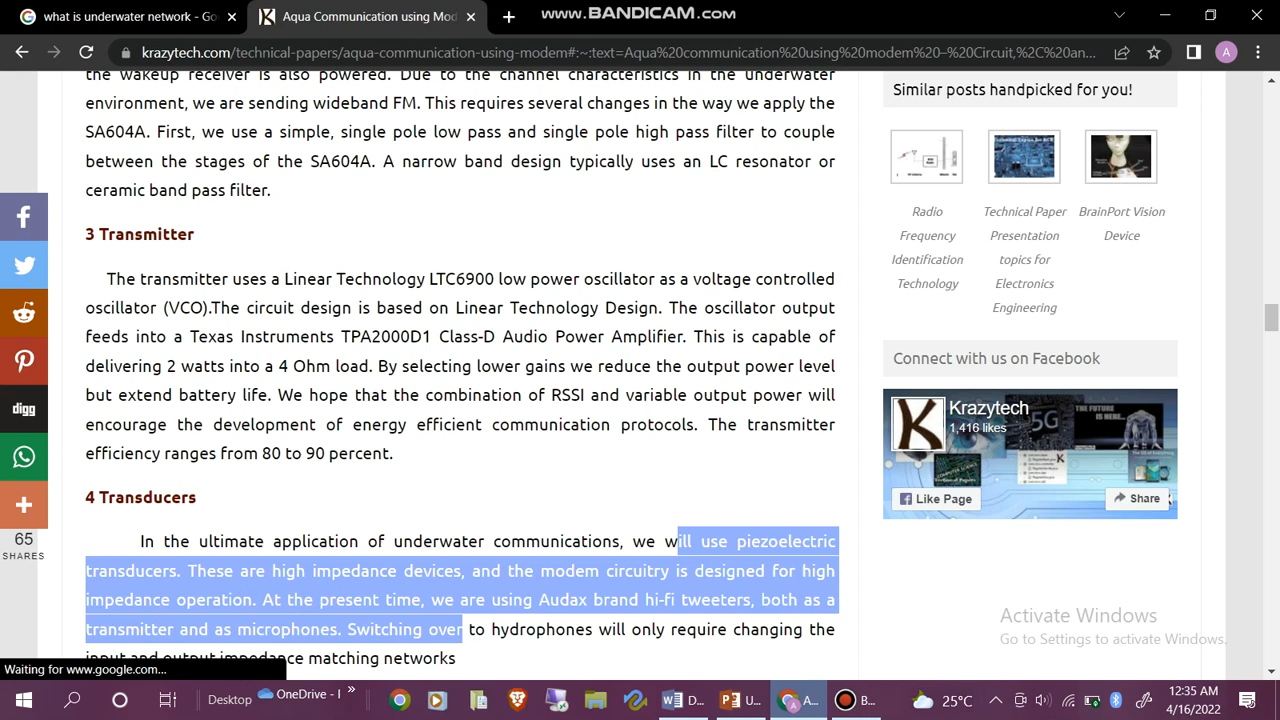 what is underwater network - Go
Aqua Communication using Mod
www.BANDICAM.com
krazytech.com/technical-papers/aqua-communication-using-modem#:~:text=Aqua%20communication%20using%20modem%20–%20Circuit,%2C%20an...
the wakeup receiver is also powered. Due to the channel characteristics in the underwater
environment, we are sending wideband FM. This requires several changes in the way we apply the
SA604A. First, we use a simple, single pole low pass and single pole high pass filter to couple
between the stages of the SA604A. A narrow band design typically uses an LC resonator or
ceramic band pass filter.
3 Transmitter
The transmitter uses a Linear Technology LTC6900 low power oscillator as a voltage controlled
oscillator (VCO).The circuit design is based on Linear Technology Design. The oscillator output
feeds into a Texas Instruments TPA2000D1 Class-D Audio Power Amplifier. This is capable of
delivering 2 watts into a 4 Ohm load. By selecting lower gains we reduce the output power level
but extend battery life. We hope that the combination of RSSI and variable output power will
encourage the development of energy efficient communication protocols. The transmitter
efficiency ranges from 80 to 90 percent.
4 Transducers
In the ultimate application of underwater communications, we will use piezoelectric
transducers. These are high impedance devices, and the modem circuitry is designed for high
impedance operation. At the present time, we are using Audax brand hi-fi tweeters, both as a
transmitter and as microphones. Switching over to hydrophones will only require changing the
input and output impedance matching networks
digg
65
SHARES
Similar posts handpicked for you!
Radio
Frequency
Identification
Technology
Technical Paper
Presentation
topics for
Electronics
Engineering
BrainPort Vision
Device
Connect with us on Facebook
K
Krazytech
1,416 likes
5G
THE FUTURE
IS HERE...
Like Page
Share
Activate Windows
Go to Settings to activate Windows.
Waiting for www.google.com...
Desktop
OneDrive - I
D...
U...
A...
B...
25°C
12:35 AM
4/16/2022